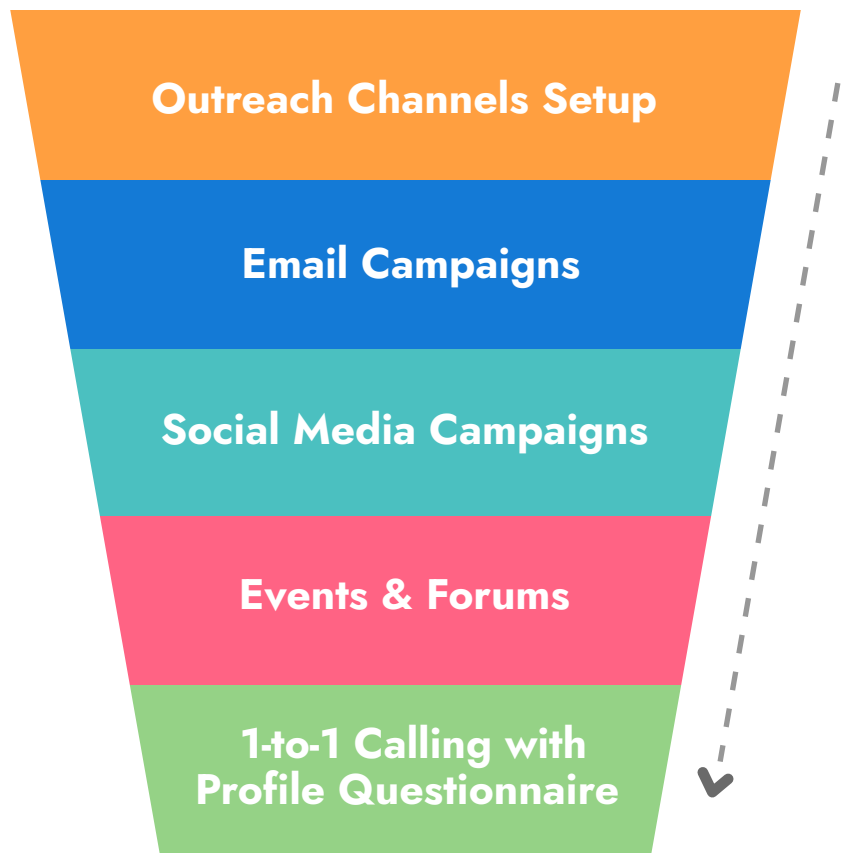 Outreach Channels Setup
Email Campaigns
Social Media Campaigns
Events & Forums
1-to-1 Calling with
Profile Questionnaire